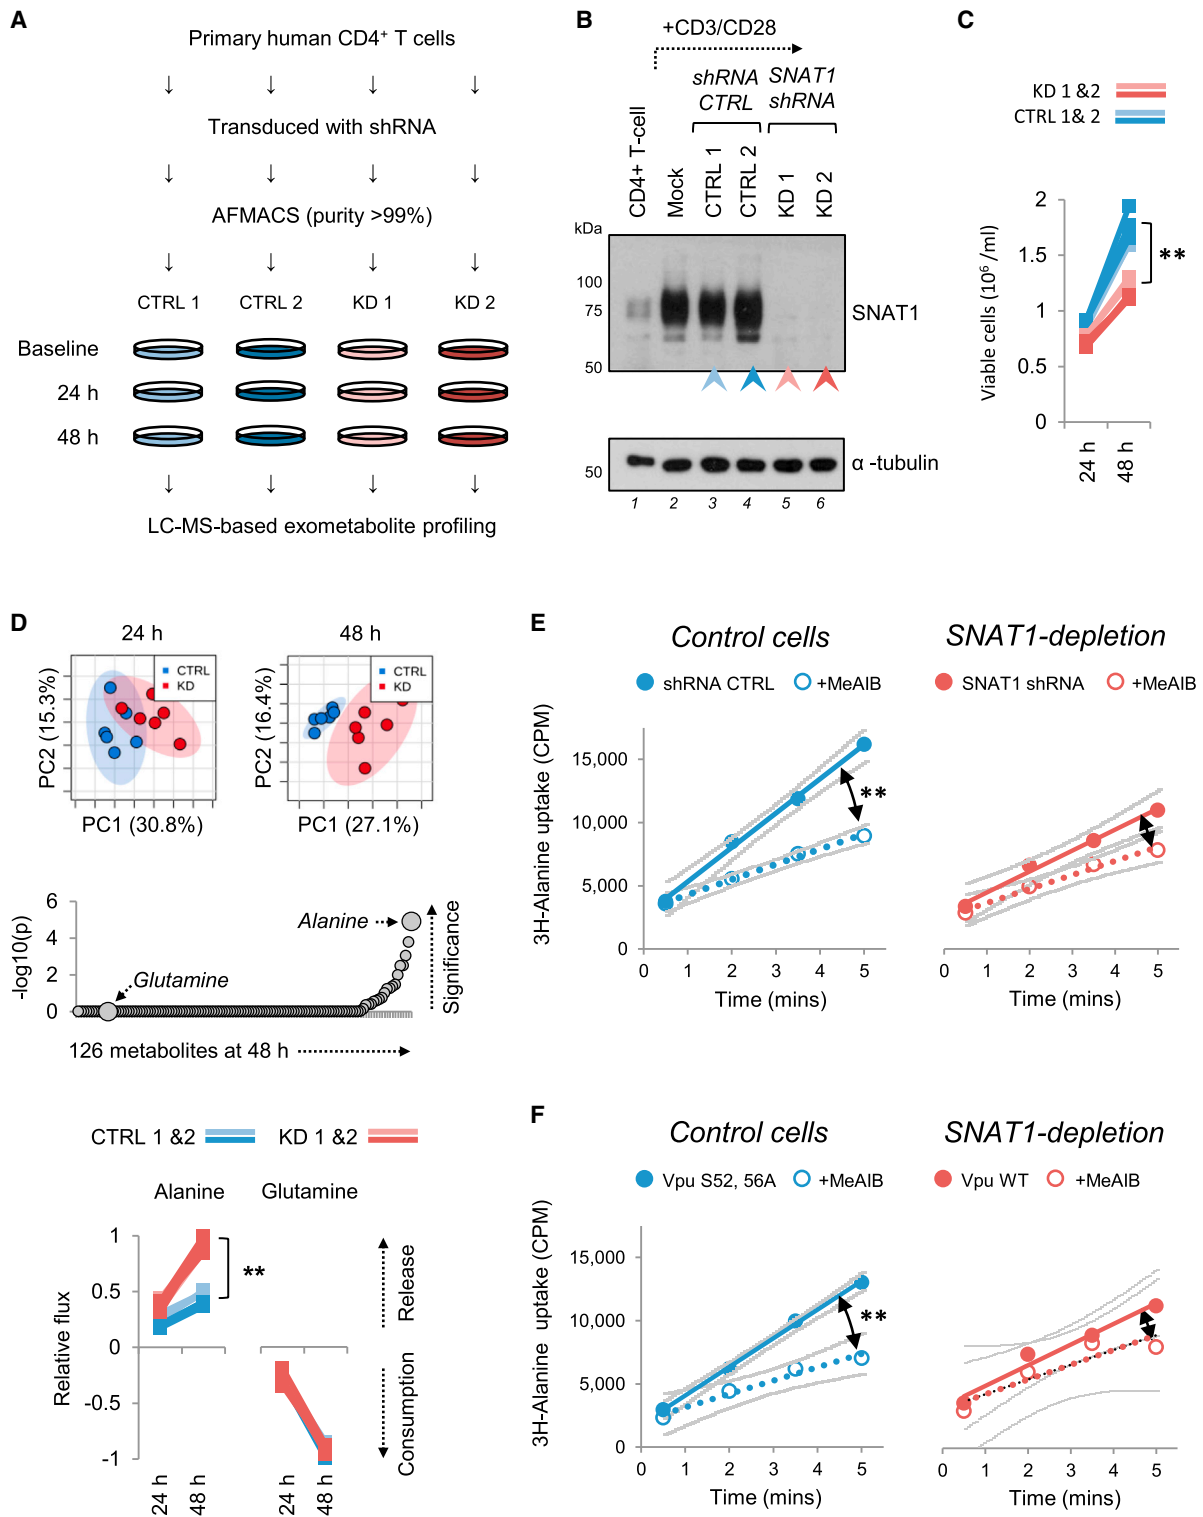 A
Primary human CD4+ T cells
↓ ↓ ↓ ↓
Transduced with shRNA
↓ ↓ ↓ ↓
AFMACS (purity >99%)
↓ ↓ ↓ ↓
CTRL 1 CTRL 2 KD 1 KD 2
Baseline
24 h
48 h
↓ ↓ ↓ ↓
LC-MS-based exometabolite profiling
B
+CD3/CD28
shRNA CTRL
SNAT1 shRNA
CD4+ T-cell
Mock
CTRL 1
CTRL 2
KD 1
KD 2
kDa
100
75
50
SNAT1
50
α -tubulin
1 2 3 4 5 6
C
KD 1 &2
CTRL 1& 2
Viable cells (10⁶ /ml)
2
1.5
1
0.5
0
**
24 h
48 h
D
24 h
CTRL
KD
PC2 (15.3%)
PC1 (30.8%)
48 h
CTRL
KD
PC2 (16.4%)
PC1 (27.1%)
-log10(p)
6
4
2
0
Alanine
Glutamine
Significance
126 metabolites at 48 h
CTRL 1 &2
KD 1 &2
Alanine
Glutamine
Relative flux
1
0.5
0
-0.5
-1
**
Release
Consumption
24 h
48 h
24 h
48 h
E
Control cells
shRNA CTRL
+MeAIB
3H-Alanine uptake (CPM)
15,000
10,000
5,000
0
**
0 1 2 3 4 5
Time (mins)
SNAT1-depletion
SNAT1 shRNA
+MeAIB
0 1 2 3 4 5
Time (mins)
F
Control cells
Vpu S52, 56A
+MeAIB
3H-Alanine uptake (CPM)
15,000
10,000
5,000
0
**
0 1 2 3 4 5
Time (mins)
SNAT1-depletion
Vpu WT
+MeAIB
0 1 2 3 4 5
Time (mins)